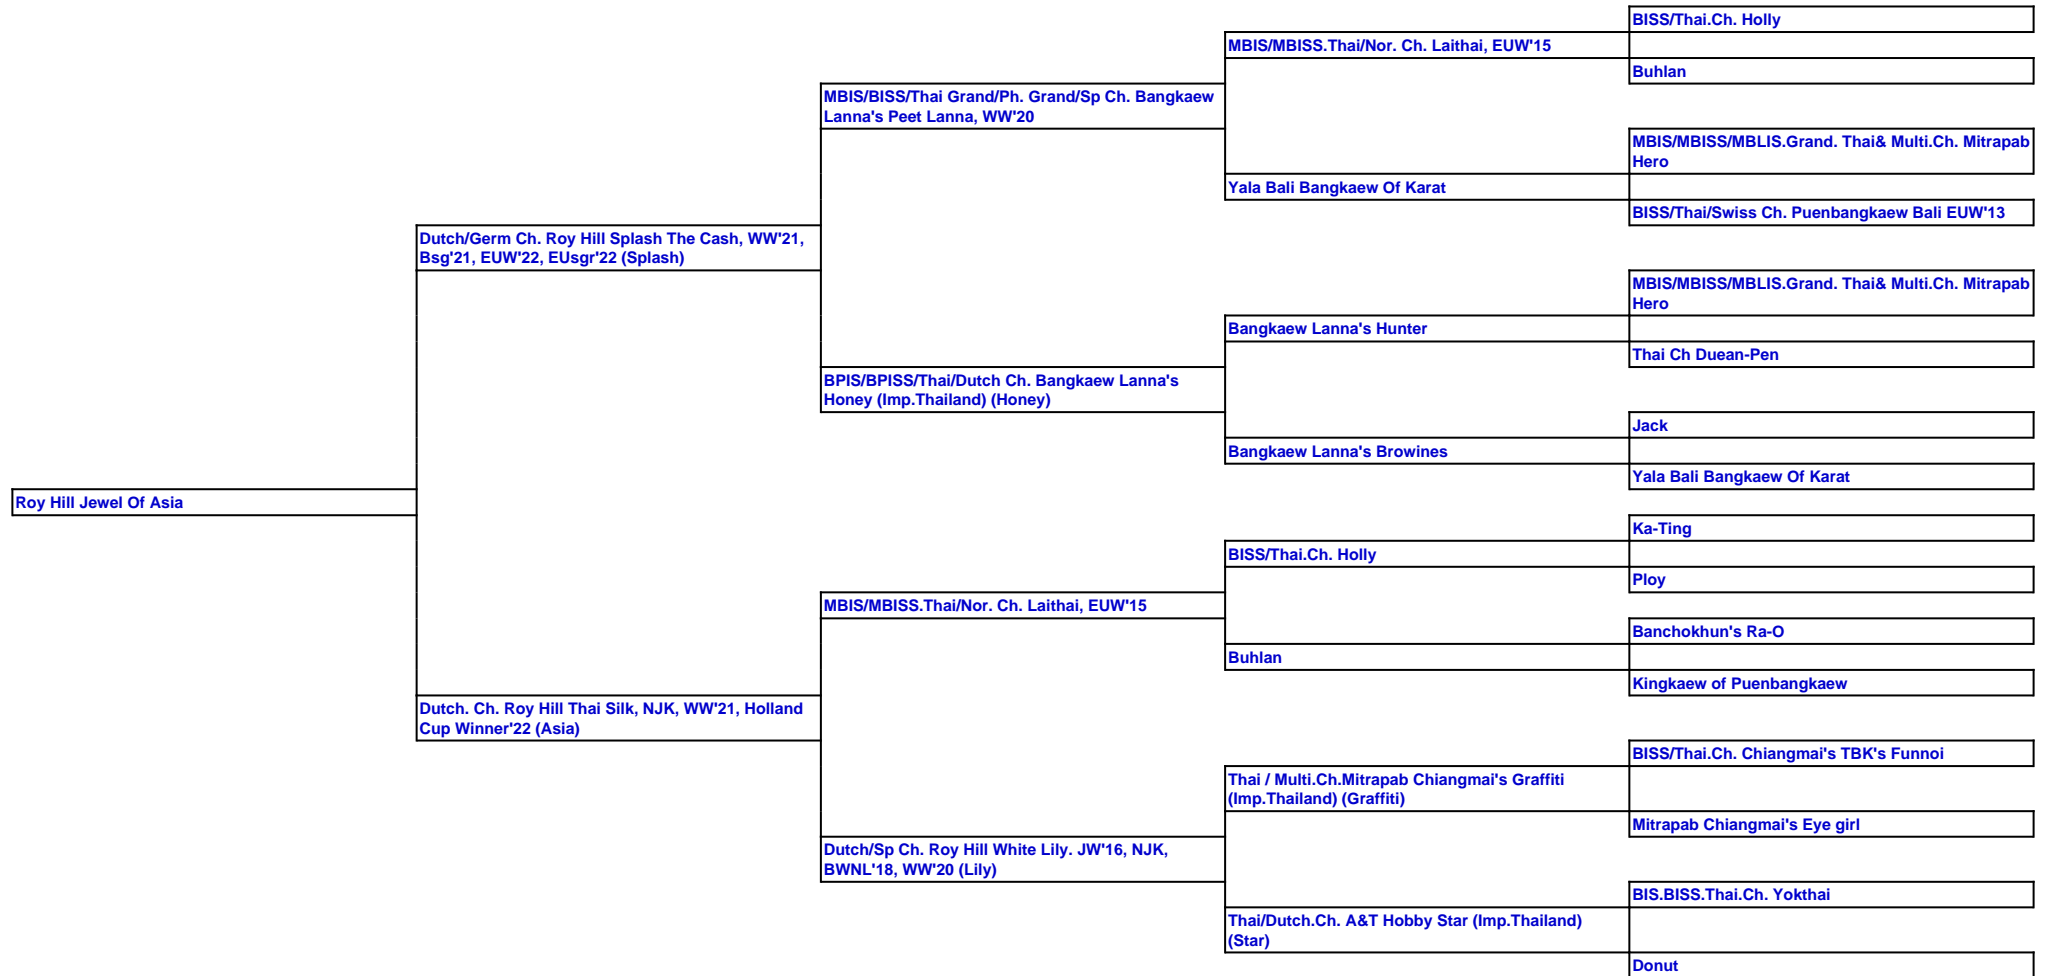 BISS/Thai.Ch. Holly
MBIS/MBISS.Thai/Nor. Ch. Laithai, EUW'15
Buhlan
MBIS/BISS/Thai Grand/Ph. Grand/Sp Ch. Bangkaew
Lanna's Peet Lanna, WW'20
MBIS/MBISS/MBLIS.Grand. Thai& Multi.Ch. Mitrapab
Hero
Yala Bali Bangkaew Of Karat
BISS/Thai/Swiss Ch. Puenbangkaew Bali EUW'13
Dutch/Germ Ch. Roy Hill Splash The Cash, WW'21,
Bsg'21, EUW'22, EUsgr'22 (Splash)
MBIS/MBISS/MBLIS.Grand. Thai& Multi.Ch. Mitrapab
Hero
Bangkaew Lanna's Hunter
Thai Ch Duean-Pen
BPIS/BPISS/Thai/Dutch Ch. Bangkaew Lanna's
Honey (Imp.Thailand) (Honey)
Jack
Bangkaew Lanna's Browines
Yala Bali Bangkaew Of Karat
Roy Hill Jewel Of Asia
Ka-Ting
BISS/Thai.Ch. Holly
Ploy
MBIS/MBISS.Thai/Nor. Ch. Laithai, EUW'15
Banchokhun's Ra-O
Buhlan
Kingkaew of Puenbangkaew
Dutch. Ch. Roy Hill Thai Silk, NJK, WW'21, Holland
Cup Winner'22 (Asia)
BISS/Thai.Ch. Chiangmai's TBK's Funnoi
Thai / Multi.Ch.Mitrapab Chiangmai's Graffiti
(Imp.Thailand) (Graffiti)
Mitrapab Chiangmai's Eye girl
Dutch/Sp Ch. Roy Hill White Lily. JW'16, NJK,
BWNL'18, WW'20 (Lily)
BIS.BISS.Thai.Ch. Yokthai
Thai/Dutch.Ch. A&T Hobby Star (Imp.Thailand)
(Star)
Donut